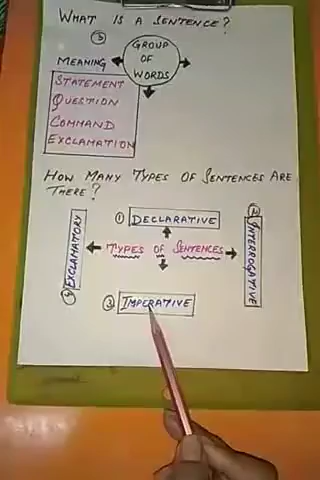 WHAT IS A SENTENCE?
③
GROUP
OF
WORDS
MEANING
STATEMENT
QUESTION
COMMAND
EXCLAMATION
HOW MANY TYPES OF SENTENCES ARE
THERE?
① DECLARATIVE
② INTERROGATIVE
TYPES OF SENTENCES
④ EXCLAMATORY
③ IMPERATIVE